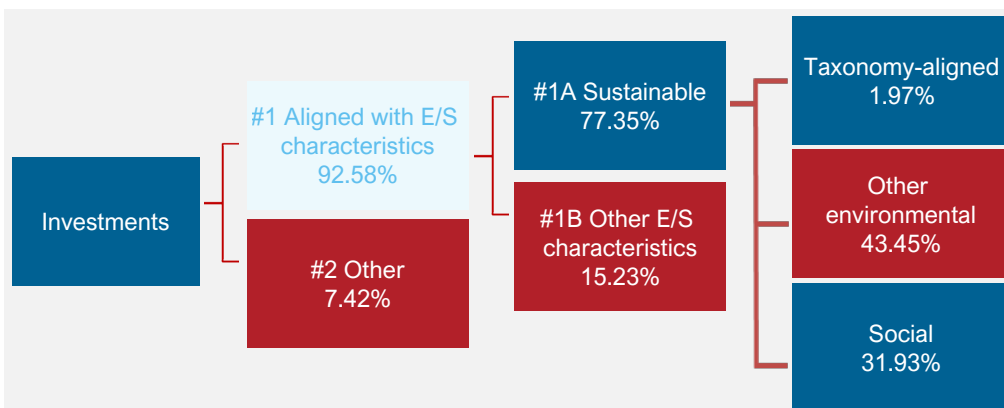 Investments
#1 Aligned with E/S
characteristics
92.58%
#2 Other
7.42%
#1A Sustainable
77.35%
#1B Other E/S
characteristics
15.23%
Taxonomy-aligned
1.97%
Other
environmental
43.45%
Social
31.93%